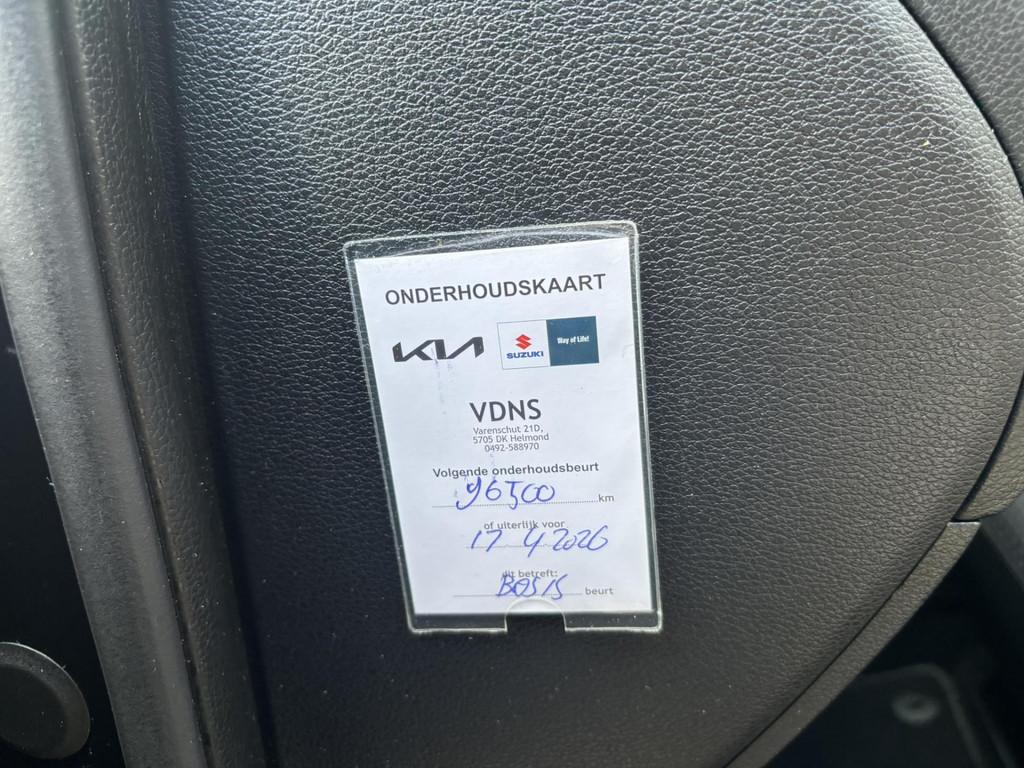 ONDERHOUDSKAART
KIA SUZUKI Way of Life!
VDNS
Varenschut 21D,
5705 DK Helmond
0492-588970
Volgende onderhoudsbeurt
96500 km
of uiterlijk voor
17 4 2026
dit betreft:
BASIS beurt